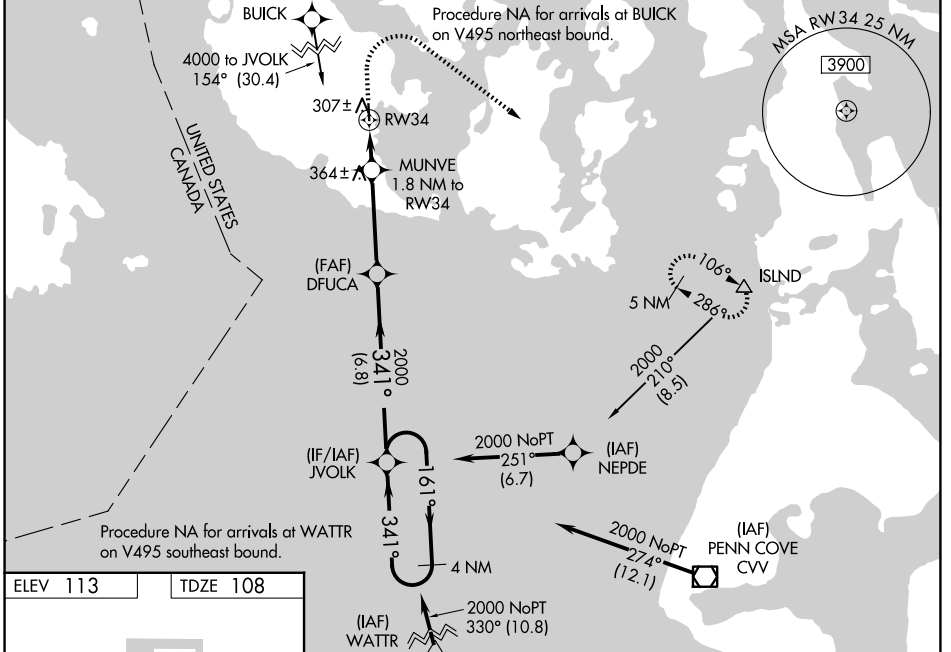 BUICK
Procedure NA for arrivals at BUICK
on V495 northeast bound.
4000 to JVOLK
154° (30.4)
MSA RW34 25 NM
3900
307±
RW34
364±
MUNVE
1.8 NM to
RW34
UNITED STATES
CANADA
(FAF)
DFUCA
106°
ISLND
5 NM
286°
2000
210°
(8.5)
2000
341°
(6.8)
(IF/IAF)
JVOLK
161°
341°
4 NM
2000 NoPT
251°
(6.7)
(IAF)
NEPDE
2000 NoPT
274°
(12.1)
(IAF)
PENN COVE
CVV
Procedure NA for arrivals at WATTR
on V495 southeast bound.
ELEV 113
TDZE 108
(IAF)
WATTR
2000 NoPT
330° (10.8)